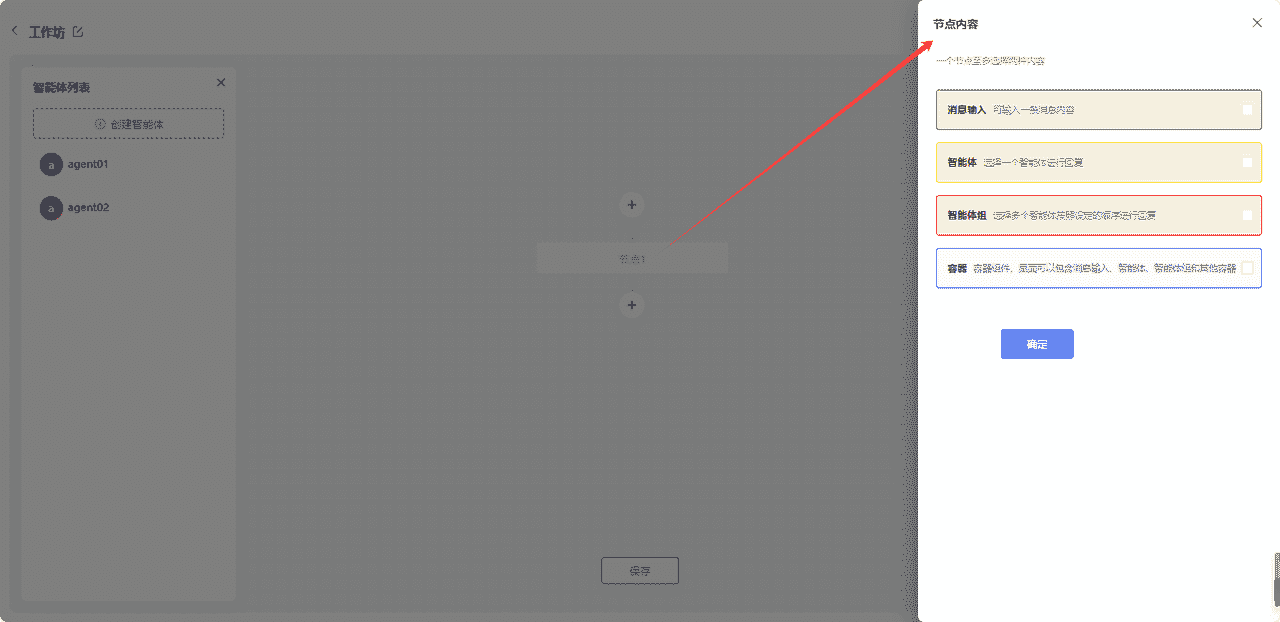 工作坊
智能体列表
创建智能体
a agent01
a agent02
+
节点1
+
保存
节点内容
一个节点至多选择两种内容
消息输入 可输入一段消息内容
智能体 选择一个智能体进行回复
智能体组 选择多个智能体按照设定的顺序进行回复
容器 容器组件，里面可以包含消息输入、智能体、智能体组和其他容器
确定